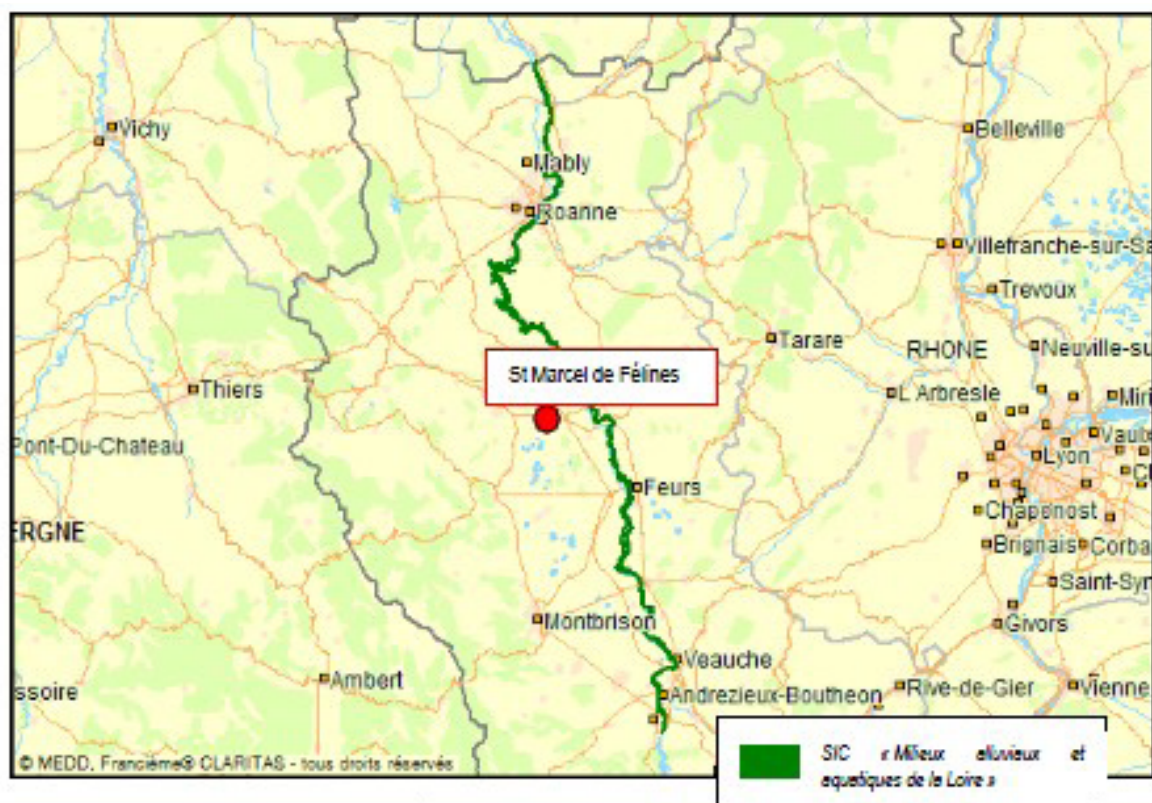 Vichy
Belleville
Mably
Roanne
Villefranche-sur-Sa
Trevoux
Tarare
RHONE
Neuville-su
St Marcel de Félines
Thiers
L Arbresle
Miri
Pont-Du-Chateau
Vaulx
Lyon
Feurs
Chaponost
ERGNE
Brignais
Corba
Saint-Syn
Montbrison
Givors
Veauche
Ambert
Andrezieux-Boutheon
Rive-de-Gier
Vienne
ssoire
SIC « Milieux alluviaux et
aquatiques de la Loire »
© MEDD, Francième® CLARITAS - tous droits réservés